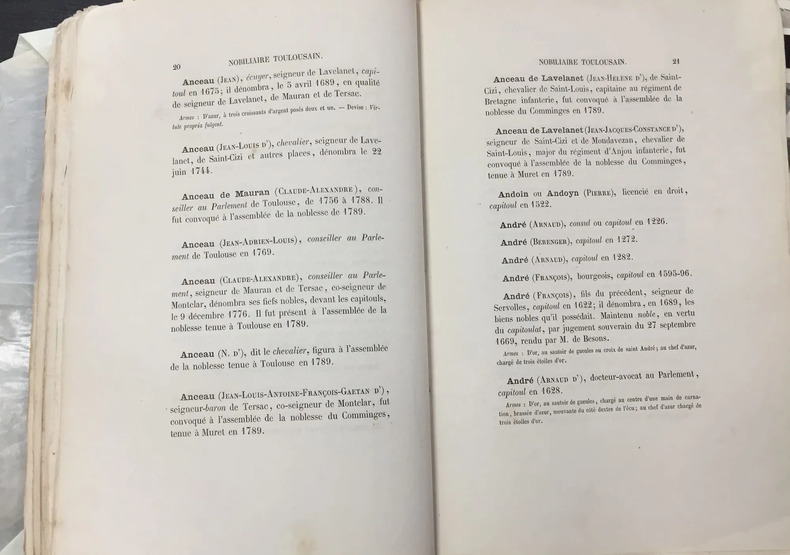 20
NOBILIAIRE TOULOUSAIN.
Anceau (Jean), écuyer, seigneur de Lavelanet, capi-
toul en 1675; il dénombra, le 5 avril 1689, en qualité
de seigneur de Lavelanet, de Mauran et de Tersac.
Armes : D'azur, à trois croissants d'argent posés deux et un. — Devise : Vir-
tute propria fulgent.
Anceau (Jean-Louis d'), chevalier, seigneur de Lave-
lanet, de Saint-Cizi et autres places, dénombra le 22
juin 1744.
Anceau de Mauran (Claude-Alexandre), con-
seiller au Parlement de Toulouse, de 1756 à 1788. Il
fut convoqué à l'assemblée de la noblesse de 1789.
Anceau (Jean-Adrien-Louis), conseiller au Parle-
ment de Toulouse en 1769.
Anceau (Claude-Alexandre), conseiller au Parle-
ment, seigneur de Mauran et de Tersac, co-seigneur de
Montclar, dénombra ses fiefs nobles, devant les capitouls,
le 9 décembre 1776. Il fut présent à l'assemblée de la
noblesse tenue à Toulouse en 1789.
Anceau (N. d'), dit le chevalier, figura à l'assemblée
de la noblesse tenue à Toulouse en 1789.
Anceau (Jean-Louis-Antoine-François-Gaetan d'),
seigneur-baron de Tersac, co-seigneur de Montclar, fut
convoqué à l'assemblée de la noblesse du Comminges,
tenue à Muret en 1789.
NOBILIAIRE TOULOUSAIN.
21
Anceau de Lavelanet (Jean-Helene d'), de Saint-
Cizi, chevalier de Saint-Louis, capitaine au régiment de
Bretagne infanterie, fut convoqué à l'assemblée de la
noblesse du Comminges en 1789.
Anceau de Lavelanet (Jean-Jacques-Constance d'),
seigneur de Saint-Cizi et de Mondavezan, chevalier de
Saint-Louis, major du régiment d'Anjou infanterie, fut
convoqué à l'assemblée de la noblesse du Comminges,
tenue à Muret en 1789.
Andoin ou Andoyn (Pierre), licencié en droit,
capitoul en 1522.
André (Arnaud), consul ou capitoul en 1226.
André (Berenger), capitoul en 1272.
André (Arnaud), capitoul en 1282.
André (François), bourgeois, capitoul en 1595-96.
André (François), fils du précédent, seigneur de
Servolles, capitoul en 1622; il dénombra, en 1689, les
biens nobles qu'il possédait. Maintenu noble, en vertu
du capitoulat, par jugement souverain du 27 septembre
1669, rendu par M. de Besons.
Armes : D'or, au sautoir de gueules ou croix de saint André; au chef d'azur,
chargé de trois étoiles d'or.
André (Arnaud d'), docteur-avocat au Parlement,
capitoul en 1628.
Armes : D'or, au sautoir de gueules, chargé au centre d'une main de carna-
tion, brassée d'azur, mouvante du côté dextre de l'écu; au chef d'azur chargé de
trois étoiles d'or.